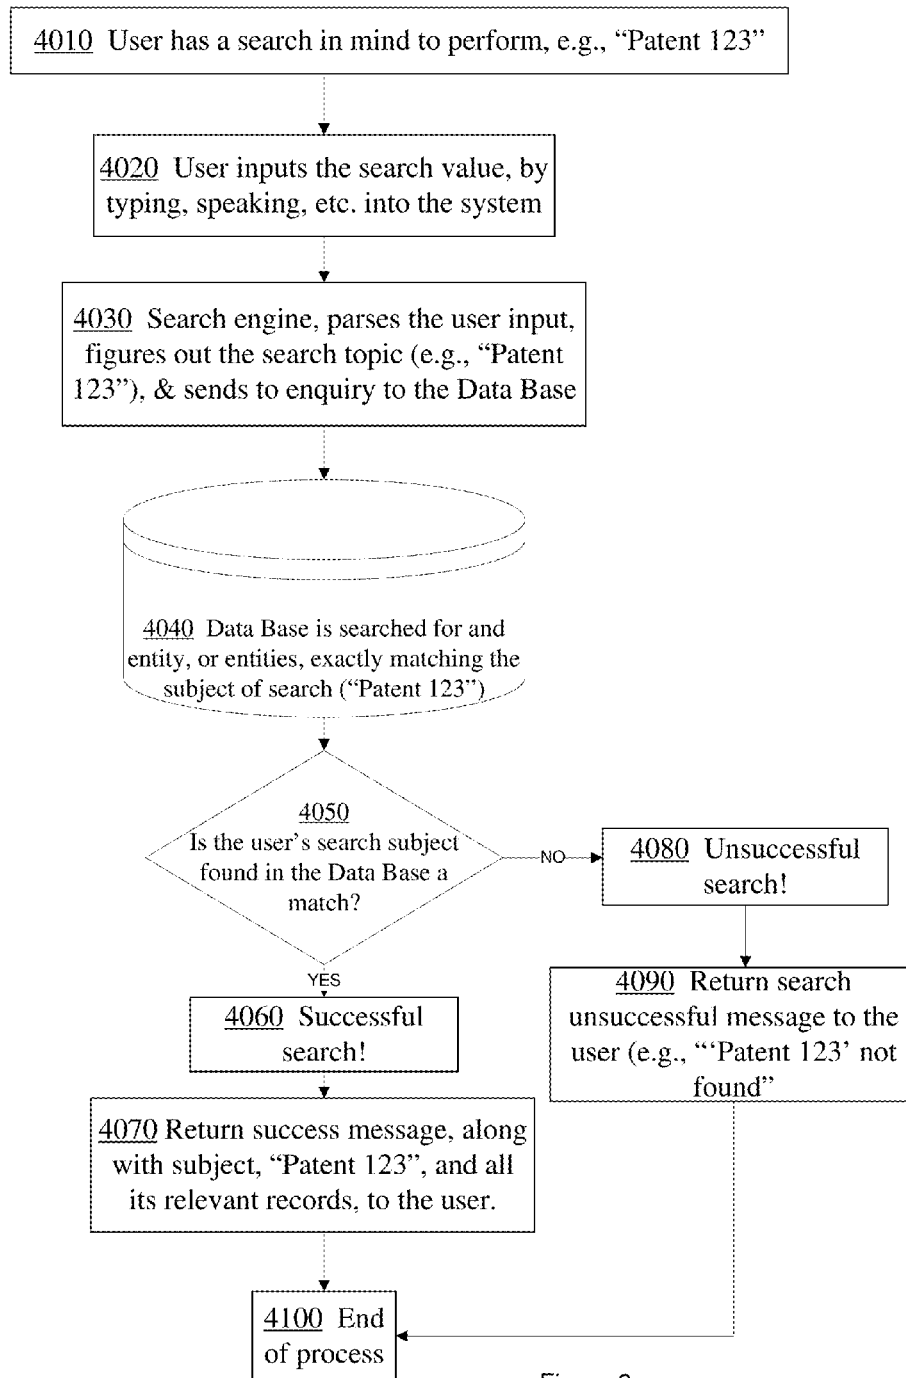 4010 User has a search in mind to perform, e.g., “Patent 123”
4020 User inputs the search value, by
typing, speaking, etc. into the system
4030 Search engine, parses the user input,
figures out the search topic (e.g., “Patent
123”), & sends to enquiry to the Data Base
4040 Data Base is searched for and
entity, or entities, exactly matching the
subject of search (“Patent 123”)
4050
Is the user’s search subject
found in the Data Base a
match?
NO
4080 Unsuccessful
search!
YES
4090 Return search
unsuccessful message to the
user (e.g., “‘Patent 123’ not
found”
4060 Successful
search!
4070 Return success message, along
with subject, “Patent 123”, and all
its relevant records, to the user.
4100 End
of process